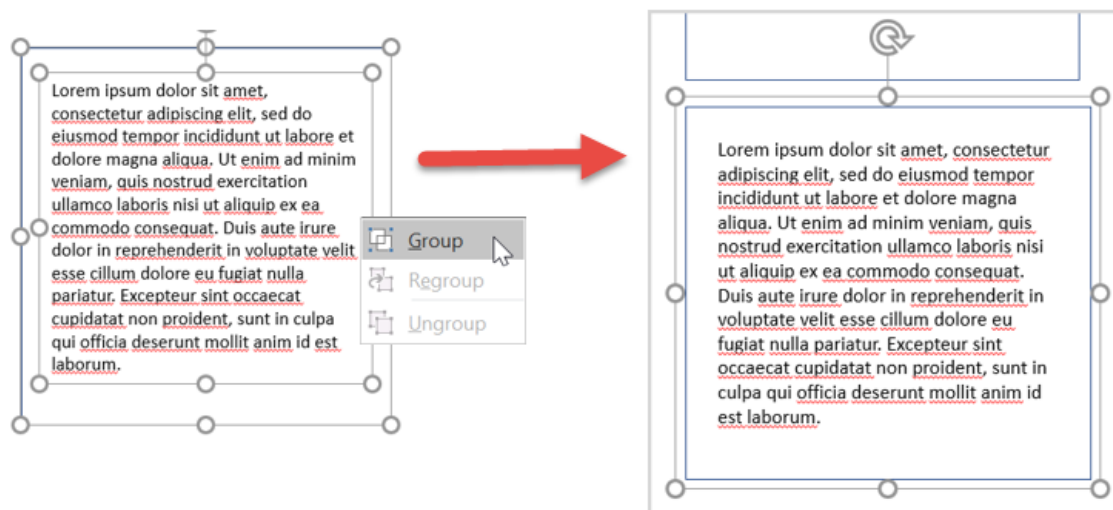 Lorem ipsum dolor sit amet,
consectetur adipiscing elit, sed do
eiusmod tempor incididunt ut labore et
dolore magna aliqua. Ut enim ad minim
veniam, quis nostrud exercitation
ullamco laboris nisi ut aliquip ex ea
commodo consequat. Duis aute irure
dolor in reprehenderit in voluptate velit
esse cillum dolore eu fugiat nulla
pariatur. Excepteur sint occaecat
cupidatat non proident, sunt in culpa
qui officia deserunt mollit anim id est
laborum.
Group
Regroup
Ungroup
Lorem ipsum dolor sit amet, consectetur
adipiscing elit, sed do eiusmod tempor
incididunt ut labore et dolore magna
aliqua. Ut enim ad minim veniam, quis
nostrud exercitation ullamco laboris nisi
ut aliquip ex ea commodo consequat.
Duis aute irure dolor in reprehenderit in
voluptate velit esse cillum dolore eu
fugiat nulla pariatur. Excepteur sint
occaecat cupidatat non proident, sunt in
culpa qui officia deserunt mollit anim id
est laborum.